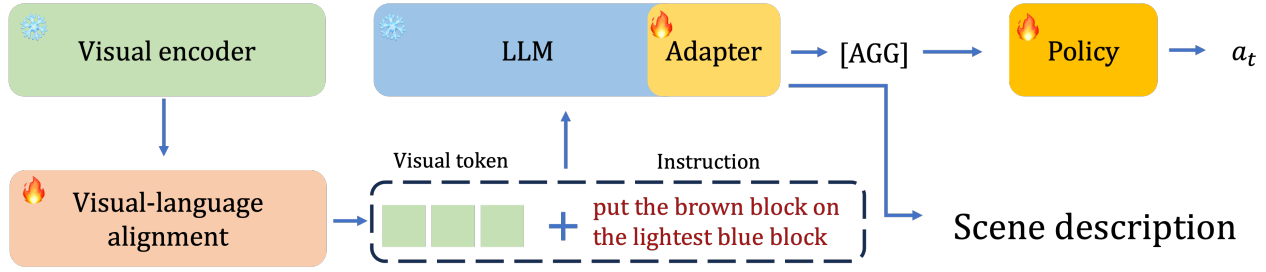 Visual encoder
LLM
Adapter
[AGG]
Policy
aₜ
Visual token
Instruction
Visual-language
alignment
+
put the brown block on
the lightest blue block
Scene description